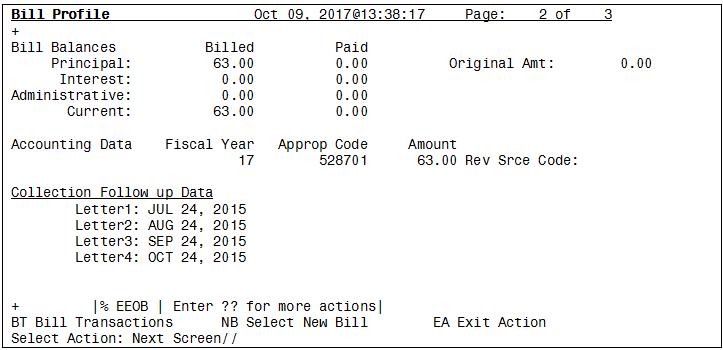 Bill Profile Oct 09, 2017@13:38:17 Page: 2 of 3
+
Bill Balances Billed Paid
Principal: 63.00 0.00 Original Amt: 0.00
Interest: 0.00 0.00
Administrative: 0.00 0.00
Current: 63.00 0.00
Accounting Data Fiscal Year Approp Code Amount
17 528701 63.00 Rev Srce Code:
Collection Follow up Data
Letter1: JUL 24, 2015
Letter2: AUG 24, 2015
Letter3: SEP 24, 2015
Letter4: OCT 24, 2015
+ |% EEOB | Enter ?? for more actions|
BT Bill Transactions NB Select New Bill EA Exit Action
Select Action: Next Screen//